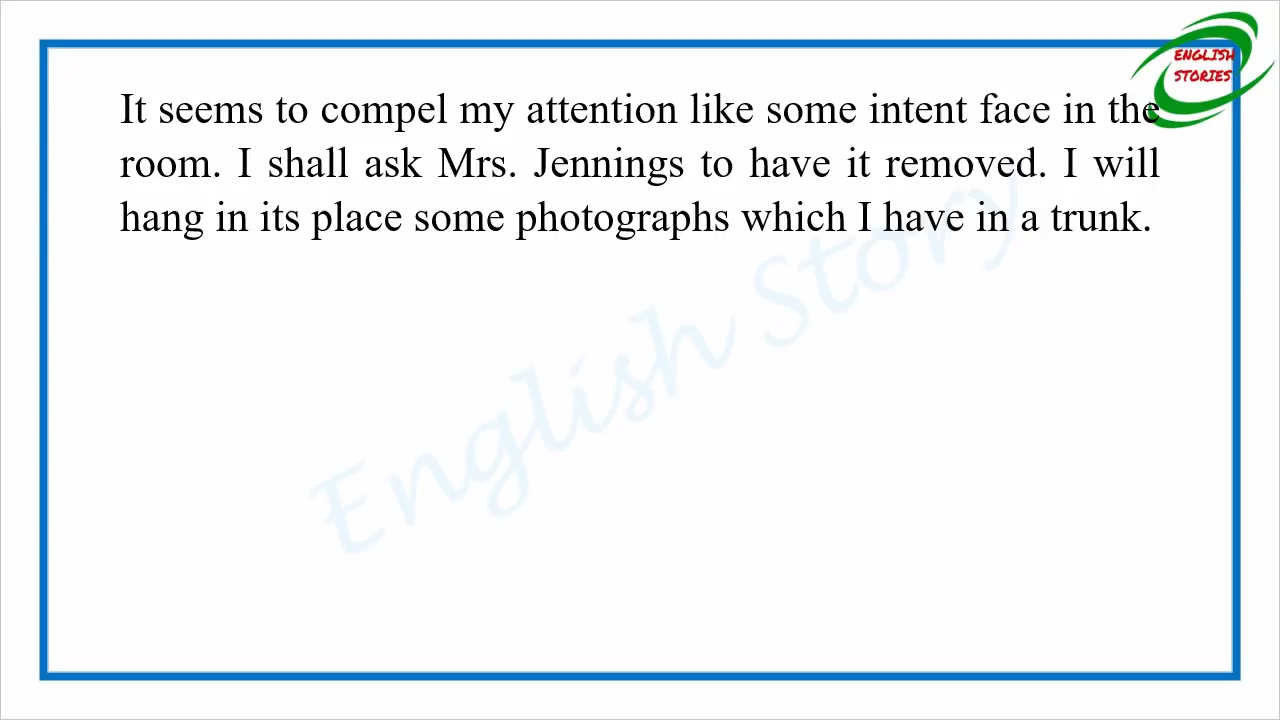 ENGLISH
STORIES
It seems to compel my attention like some intent face in the
room. I shall ask Mrs. Jennings to have it removed. I will
hang in its place some photographs which I have in a trunk.
English Story